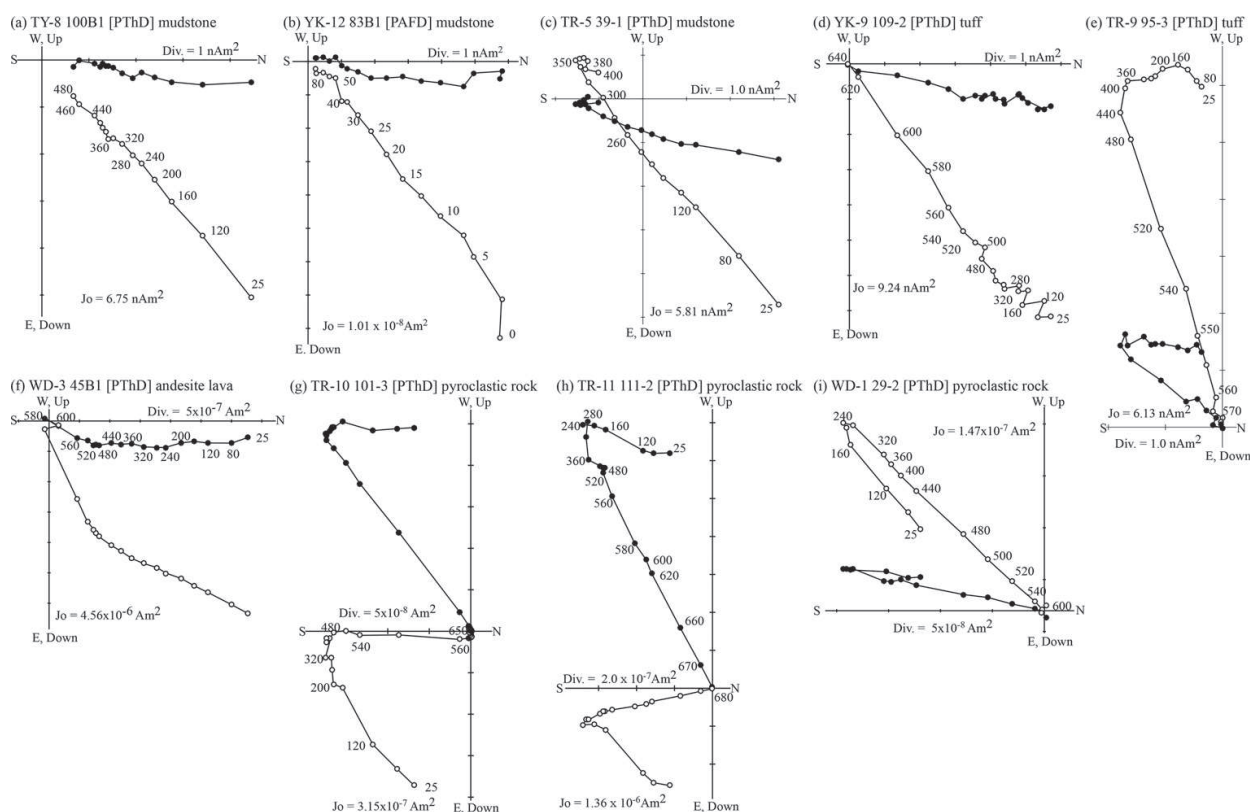 (a) TY-8 100B1 [PThD] mudstone
W, Up
N
Div. = 1 nAm2
480
460
440
360
320
280
240
200
160
120
25
Jo = 6.75 nAm2
E, Down
(b) YK-12 83B1 [PAFD] mudstone
W, Up
Div. = 1 nAm2
N
80
50
40
30
25
20
15
10
5
0
Jo = 1.01 x 10-8Am2
E. Down
(c) TR-5 39-1 [PThD] mudstone
W, Up
350
380
400
S
300
Div. = 1.0 nAm2
N
260
120
80
25
Jo = 5.81 nAm2
E, Down
(d) YK-9 109-2 [PThD] tuff
W, Up
640
620
Div. = 1 nAm2
N
600
580
560
540
520
500
480
280
320
160
120
25
Jo = 9.24 nAm2
E, Down
(e) TR-9 95-3 [PThD] tuff
W, Up
200
160
360
80
400
25
440
480
520
540
550
560
570
Jo = 6.13 nAm2
S
N
Div. = 1.0 nAm2
E, Down
(f) WD-3 45B1 [PThD] andesite lava
W, Up
580
600
Div. = 5x10-7 Am2
S
N
560
520
480
440
360
320
240
200
120
80
25
Jo = 4.56x10-6 Am2
E, Down
(g) TR-10 101-3 [PThD] pyroclastic rock
W, Up
Div. = 5x10-8 Am2
S
480
650
N
540
560
320
200
120
25
Jo = 3.15x10-7 Am2
E, Down
(h) TR-11 111-2 [PThD] pyroclastic rock
W, Up
280
240
160
120
25
360
480
520
560
580
600
620
660
670
S
Div. = 2.0 x 10-7Am2
N
680
Jo = 1.36 x10-6Am2
E, Down
(i) WD-1 29-2 [PThD] pyroclastic rock
W, Up
240
Jo = 1.47x10-7 Am2
160
320
360
400
120
440
25
480
500
520
540
600
S
N
Div. = 5x10-8 Am2
E, Down